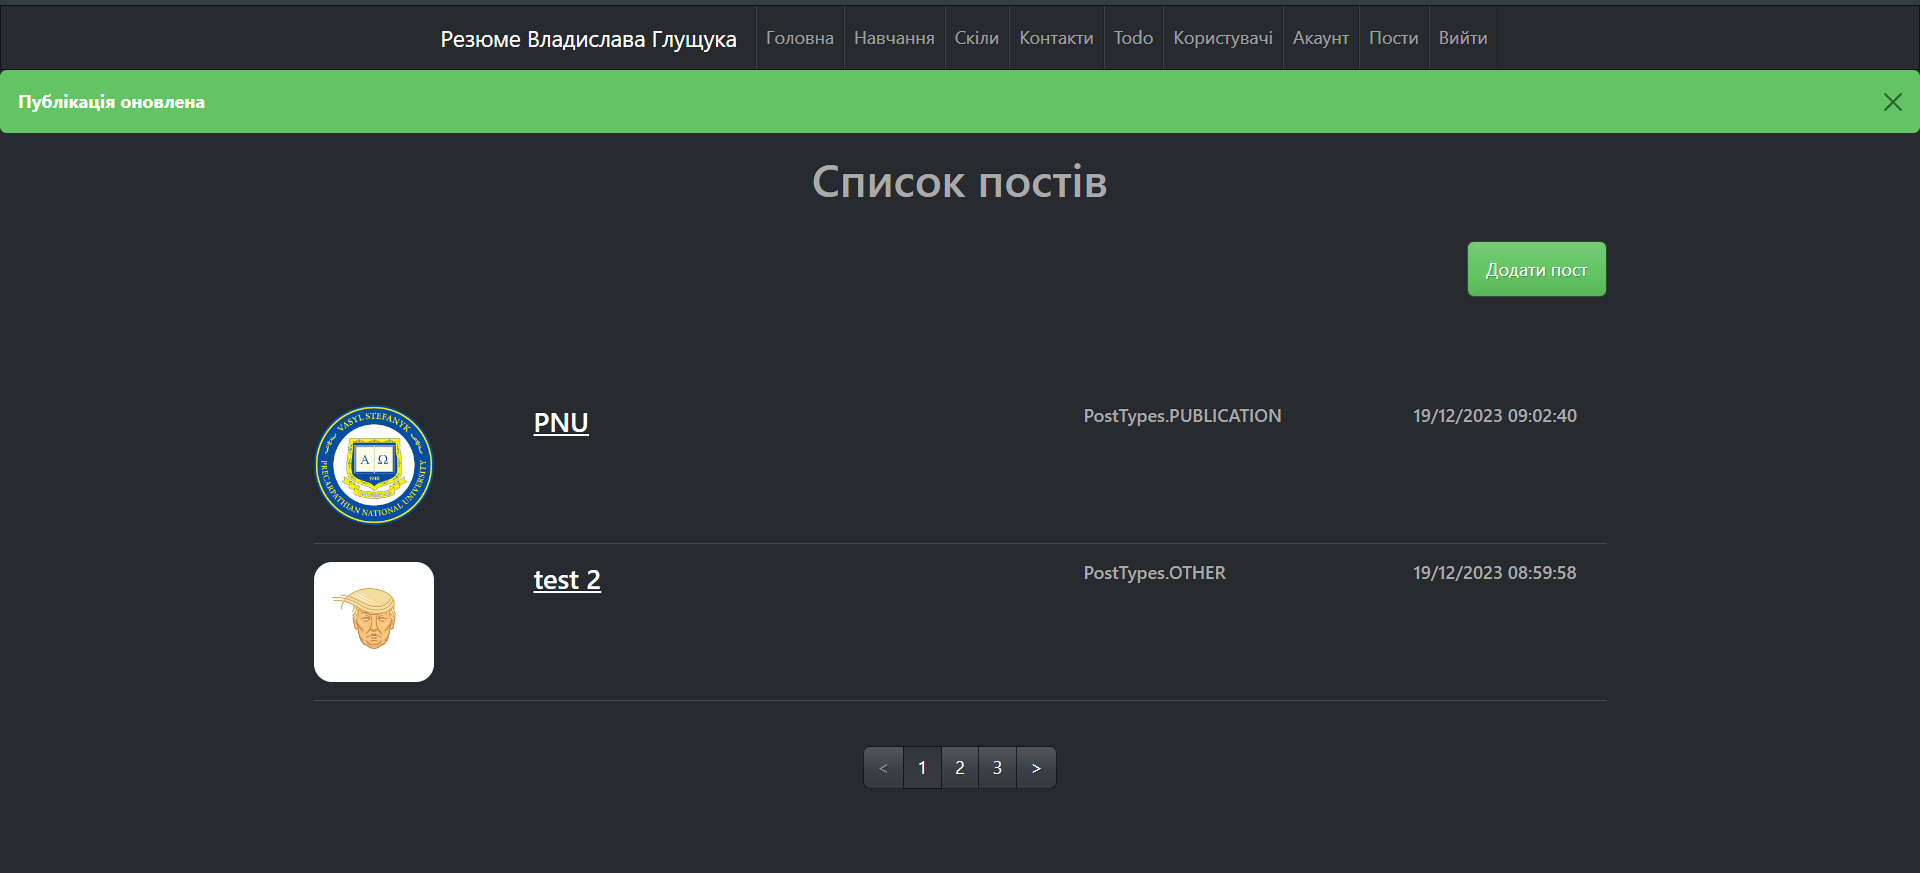 Резюме Владислава Глущука
Головна
Навчання
Скіли
Контакти
Todo
Користувачі
Акаунт
Пости
Вийти
Публікація оновлена
Список постів
Додати пост
VASYL STEFANYK
PRECARPATHIAN NATIONAL UNIVERSITY
Α Ω
1940
PNU
PostTypes.PUBLICATION
19/12/2023 09:02:40
test 2
PostTypes.OTHER
19/12/2023 08:59:58
< 1 2 3 >